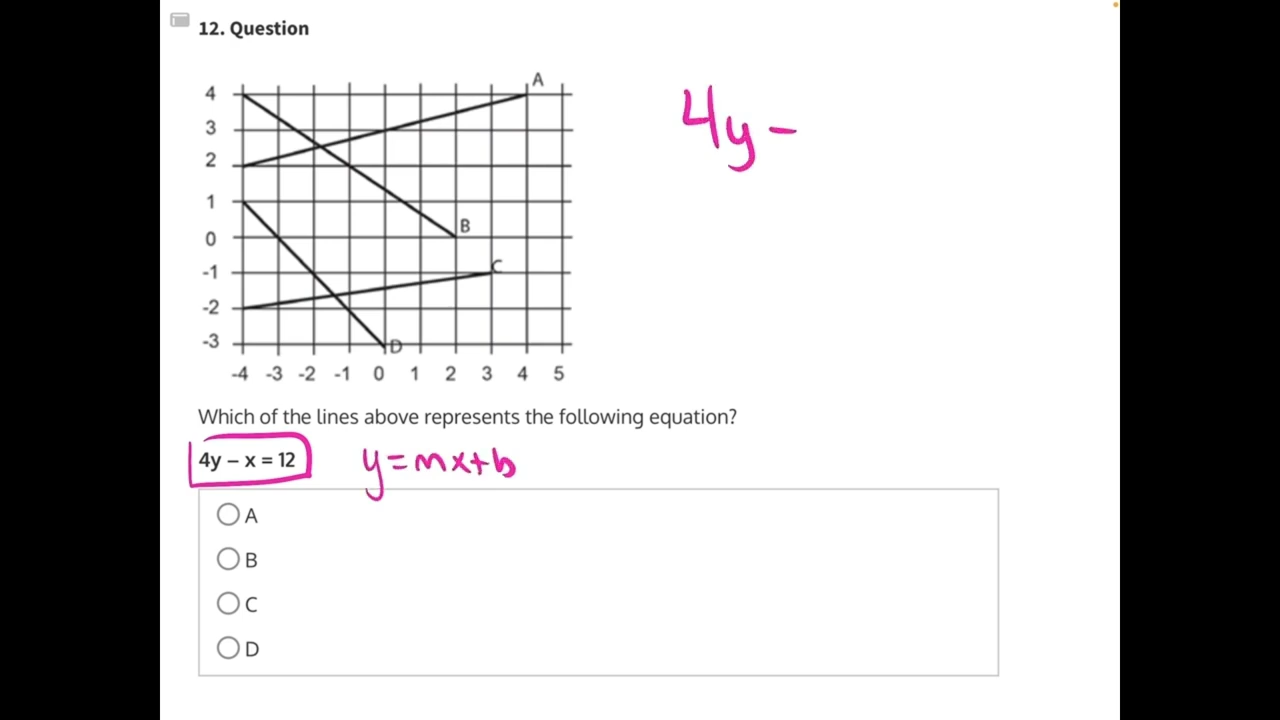 12. Question
A
4
3
2
1
0
-1
-2
-3
B
C
D
-4 -3 -2 -1 0 1 2 3 4 5
4y -
Which of the lines above represents the following equation?
4y – x = 12
y = mx + b
A
B
C
D